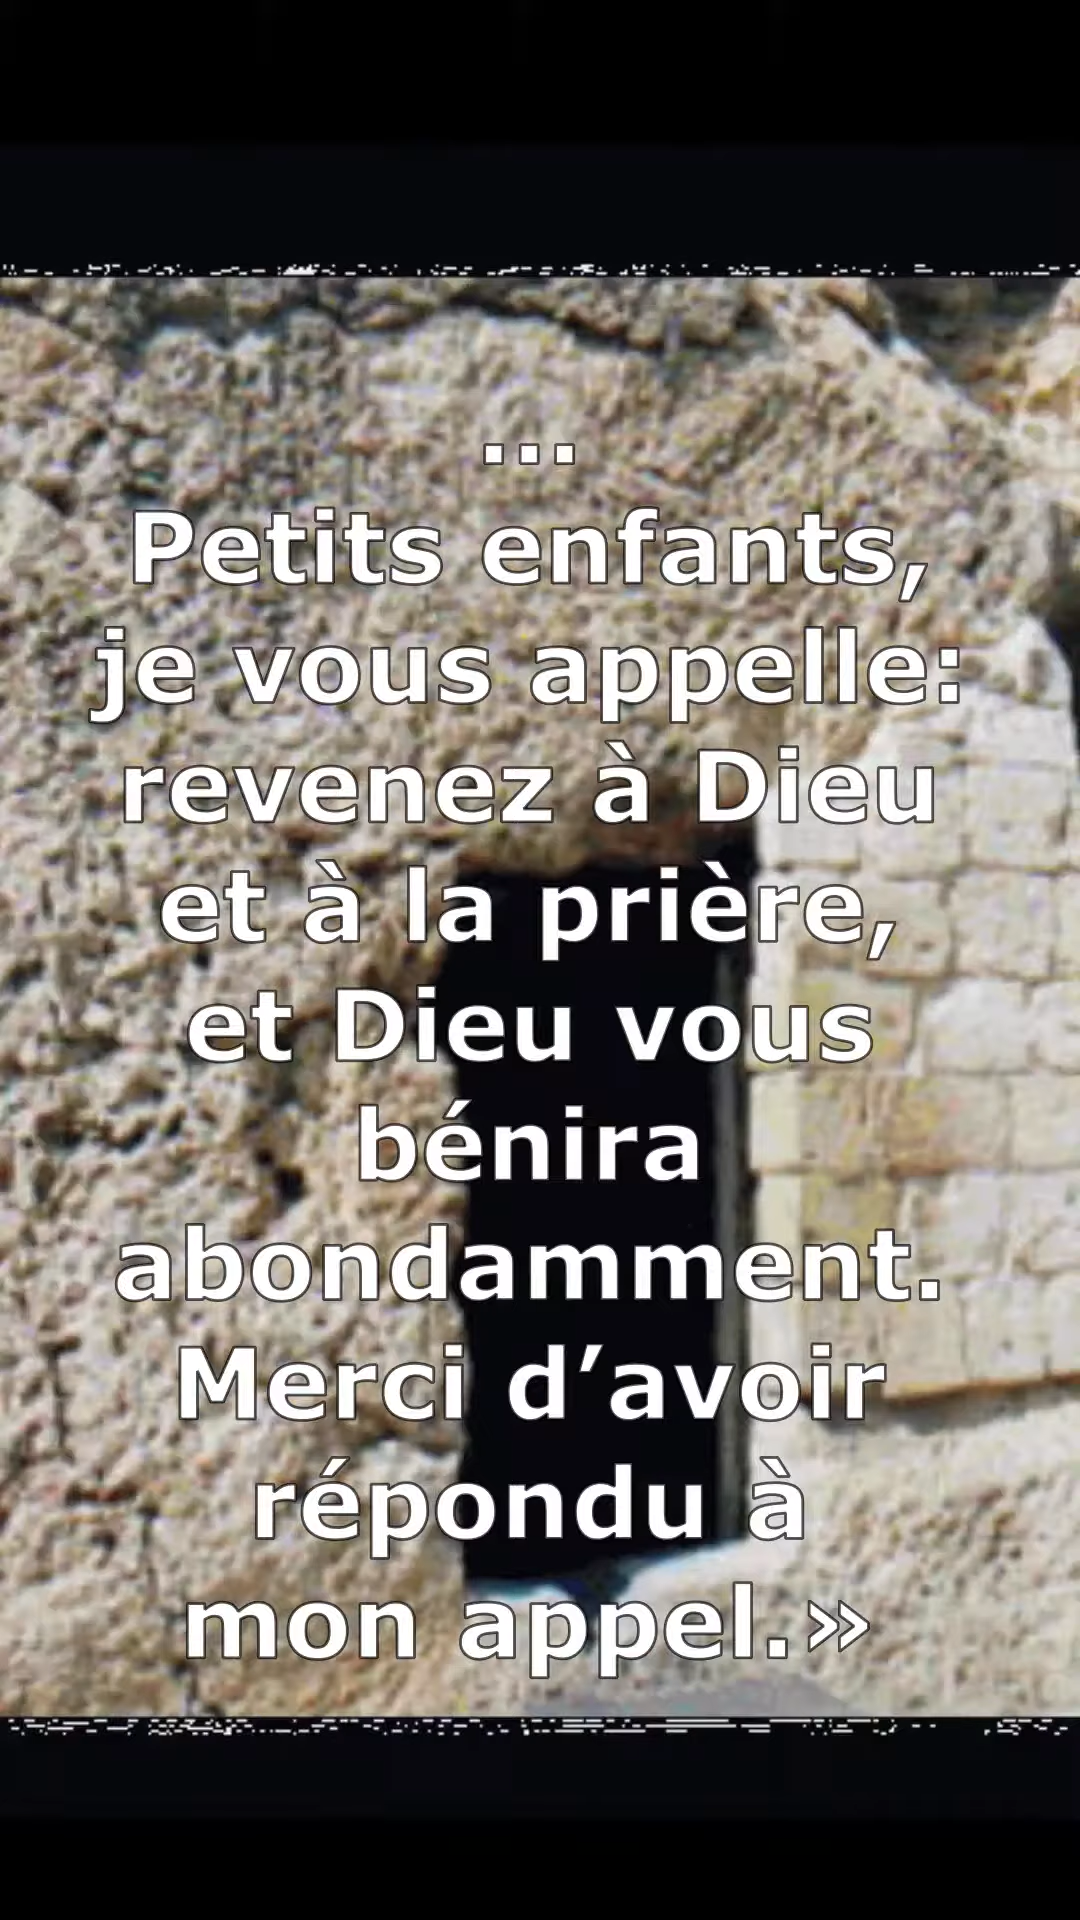 ...
Petits enfants,
je vous appelle:
revenez à Dieu
et à la prière,
et Dieu vous
bénira
abondamment.
Merci d’avoir
répondu à
mon appel.»